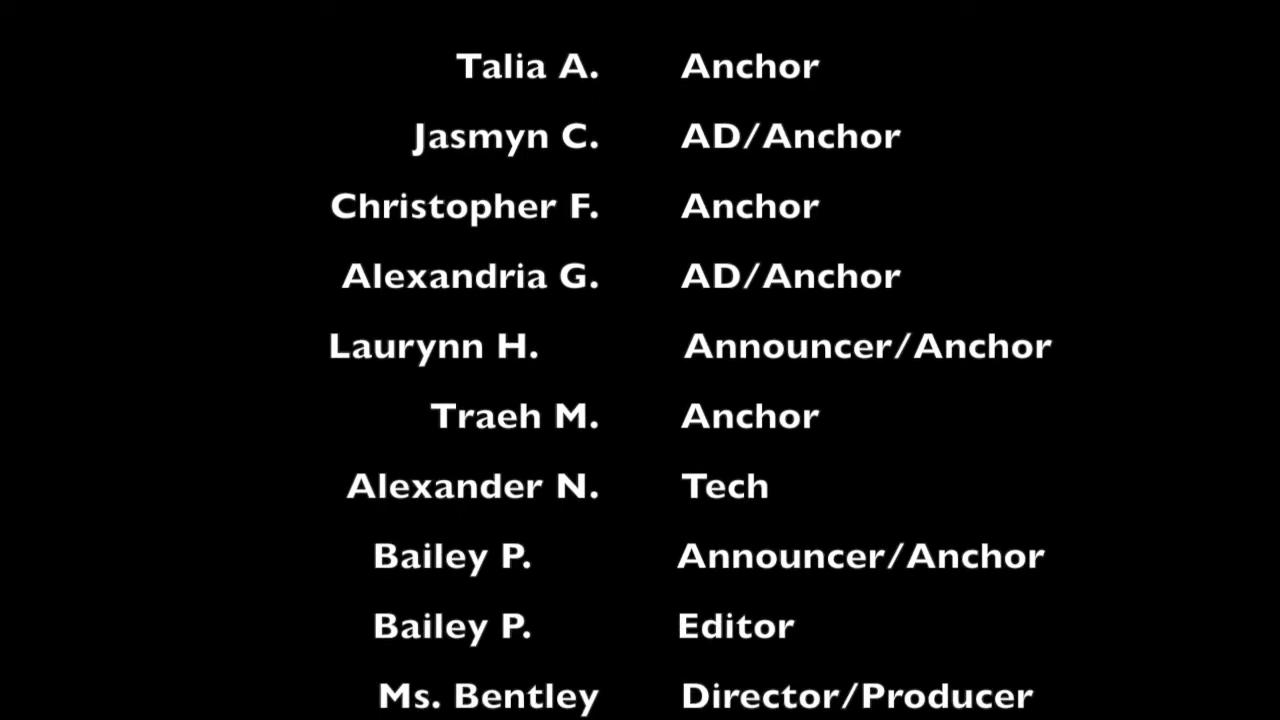 Talia A. Anchor
Jasmyn C. AD/Anchor
Christopher F. Anchor
Alexandria G. AD/Anchor
Laurynn H. Announcer/Anchor
Traeh M. Anchor
Alexander N. Tech
Bailey P. Announcer/Anchor
Bailey P. Editor
Ms. Bentley Director/Producer